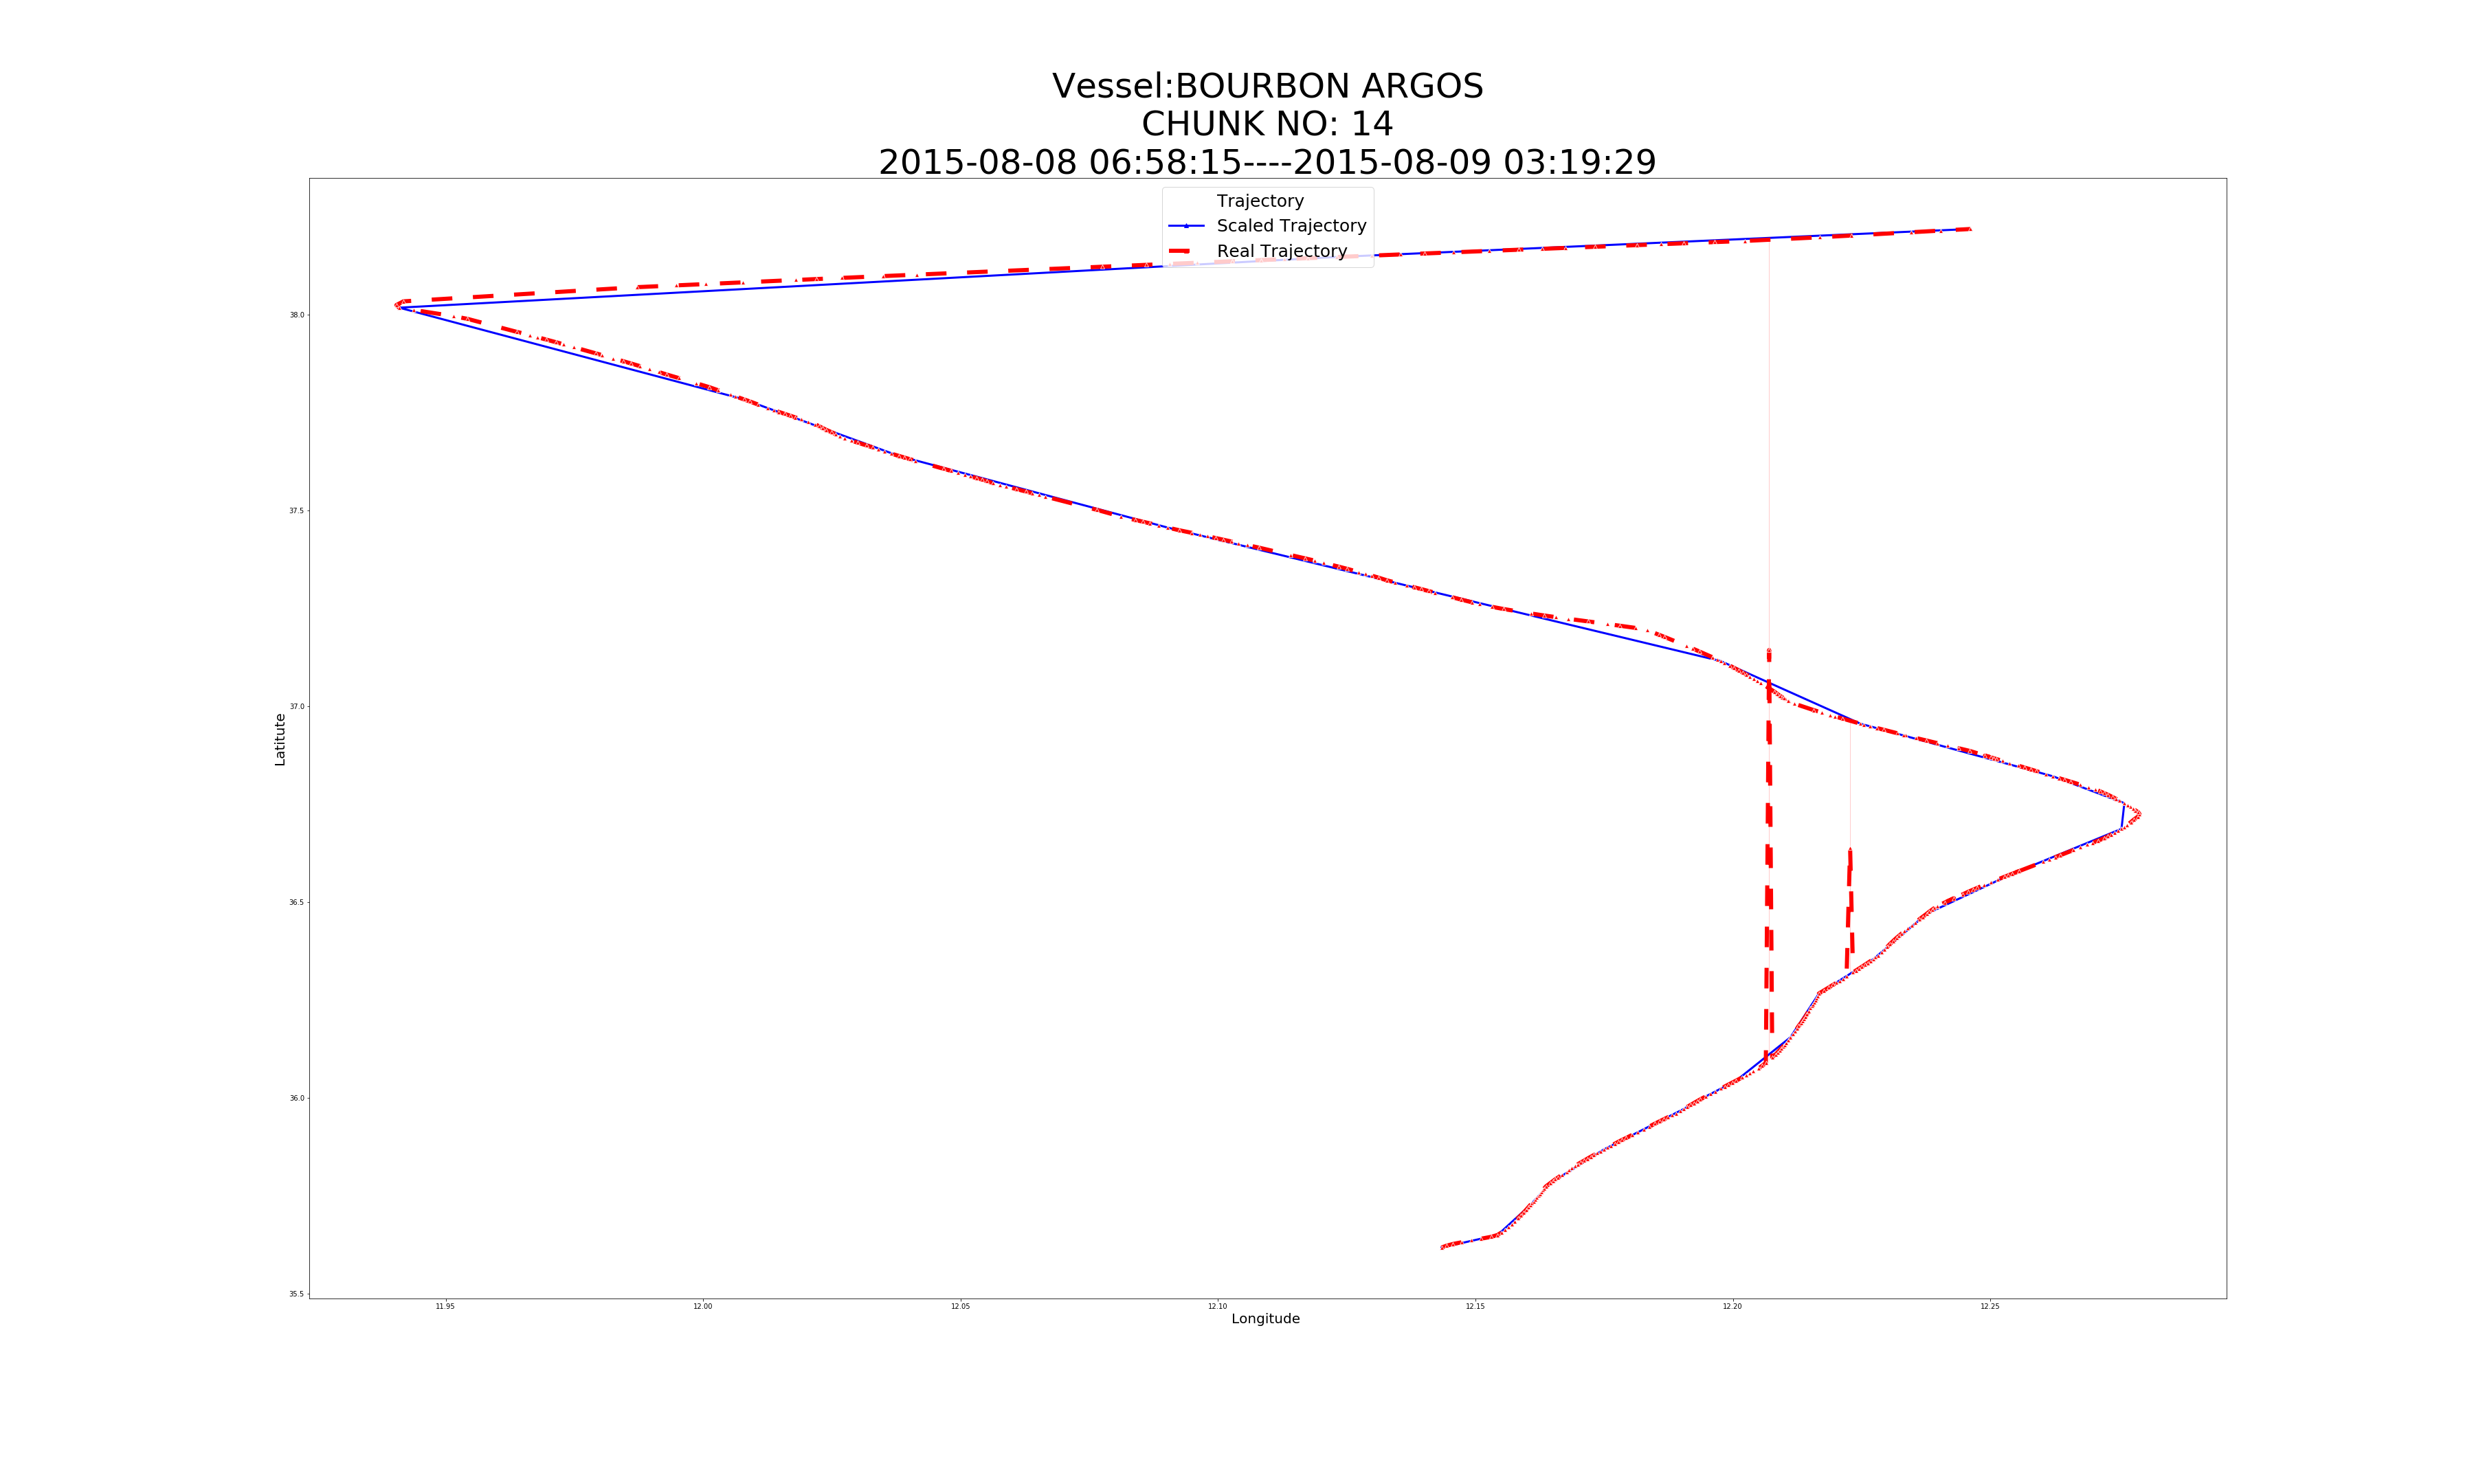 Vessel:BOURBON ARGOS
CHUNK NO: 14
2015-08-08 06:58:15----2015-08-09 03:19:29
Trajectory
Scaled Trajectory
Real Trajectory
38.0
37.5
37.0
36.5
36.0
35.5
Latitute
11.95 12.00 12.05 12.10 12.15 12.20 12.25
Longitude